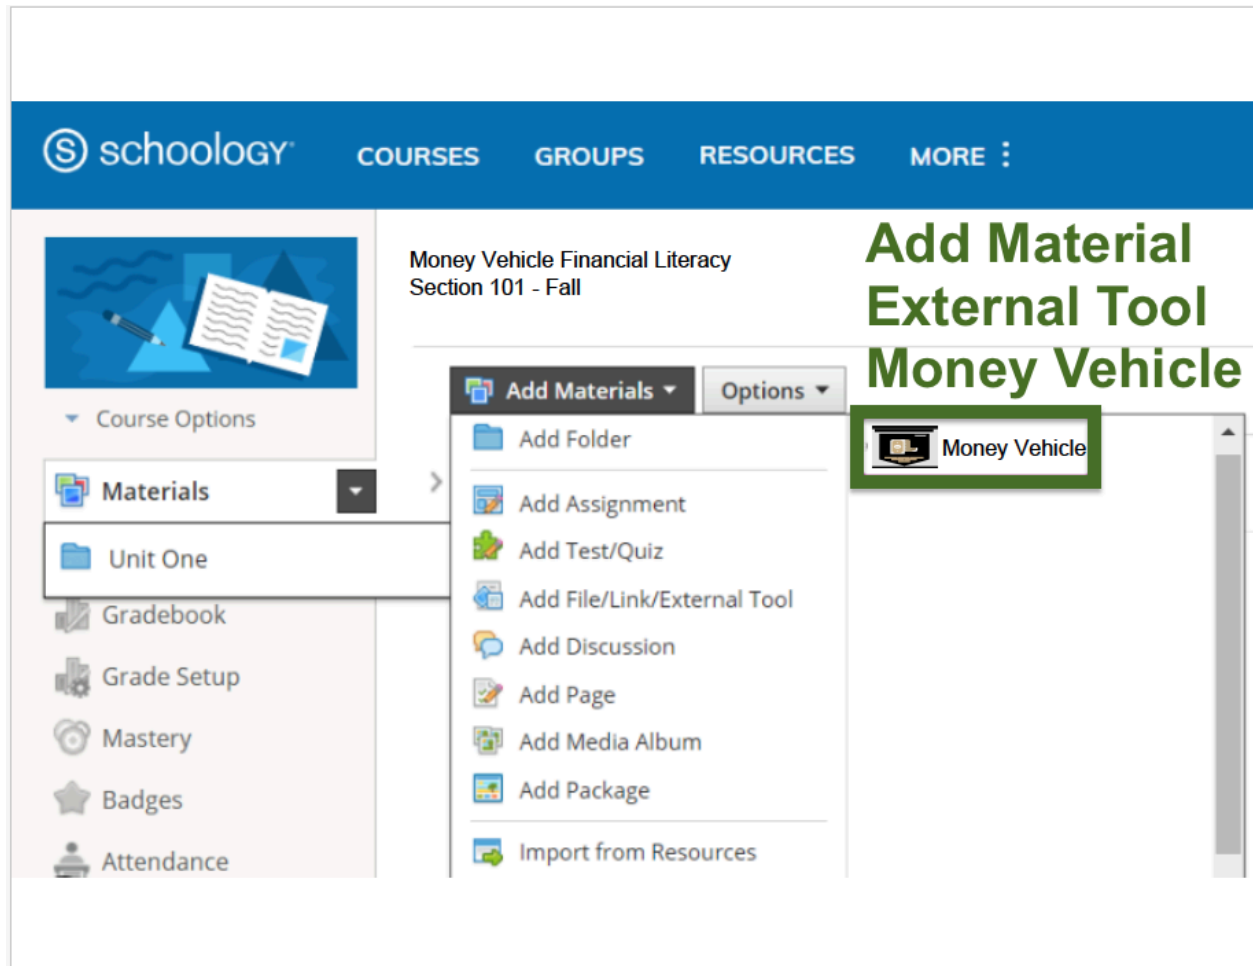 schoology
COURSES
GROUPS
RESOURCES
MORE
Money Vehicle Financial Literacy
Section 101 - Fall
Add Material
External Tool
Money Vehicle
Course Options
Materials
Unit One
Gradebook
Grade Setup
Mastery
Badges
Attendance
Add Materials
Options
Add Folder
Add Assignment
Add Test/Quiz
Add File/Link/External Tool
Add Discussion
Add Page
Add Media Album
Add Package
Import from Resources
Money Vehicle